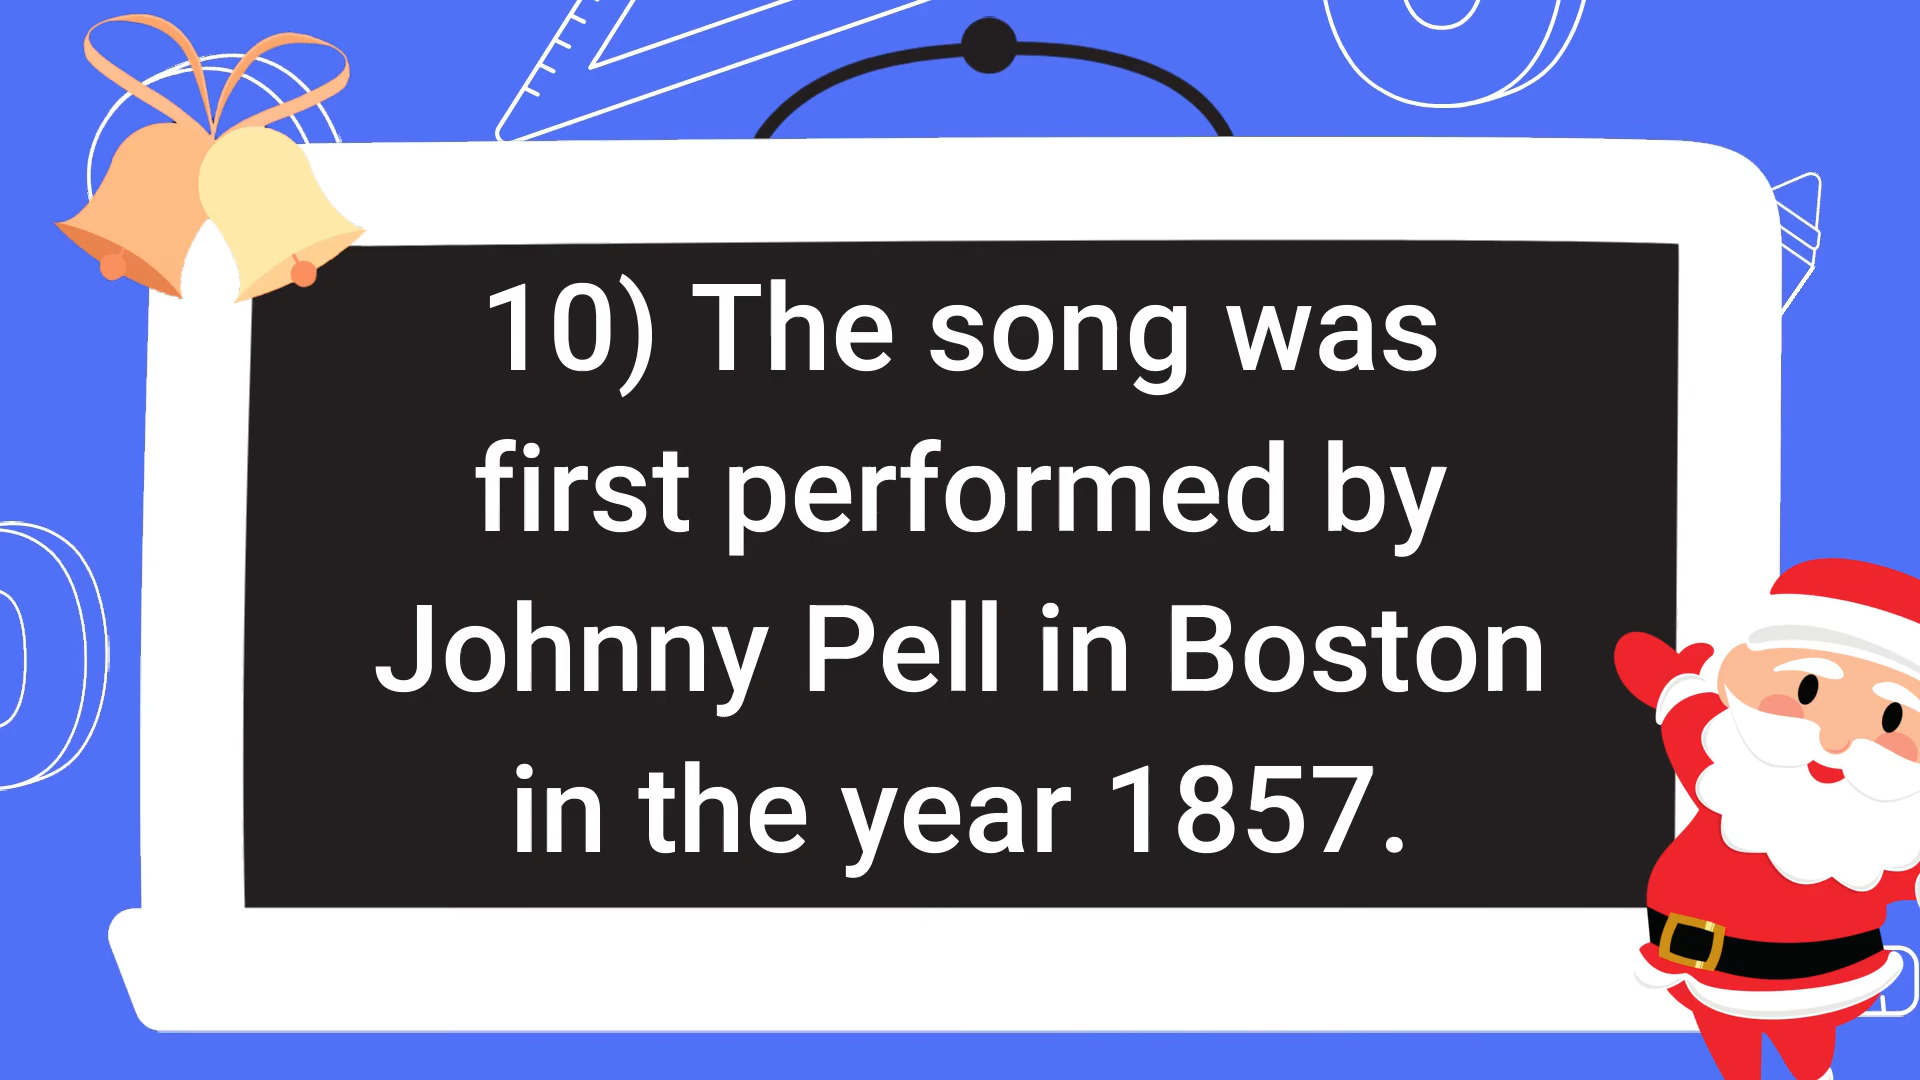 10) The song was
first performed by
Johnny Pell in Boston
in the year 1857.